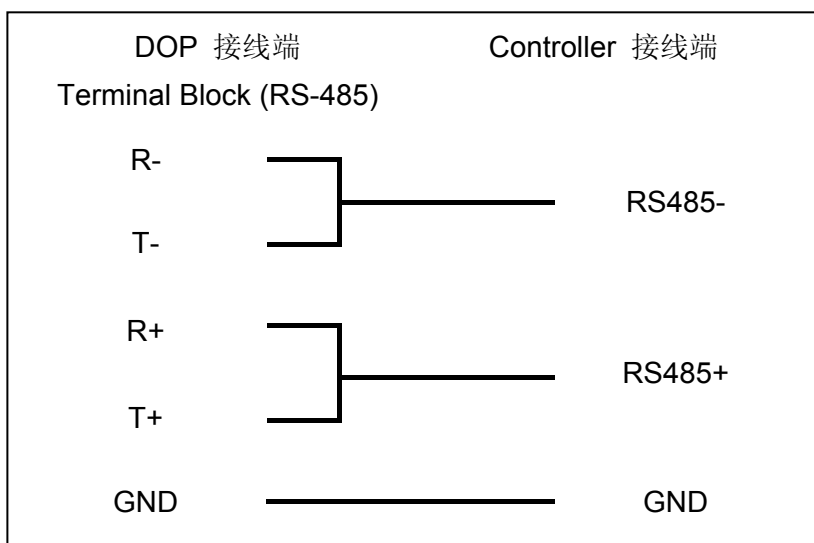 DOP 接线端 Controller 接线端
Terminal Block (RS-485)
R-
RS485-
T-
R+
RS485+
T+
GND GND